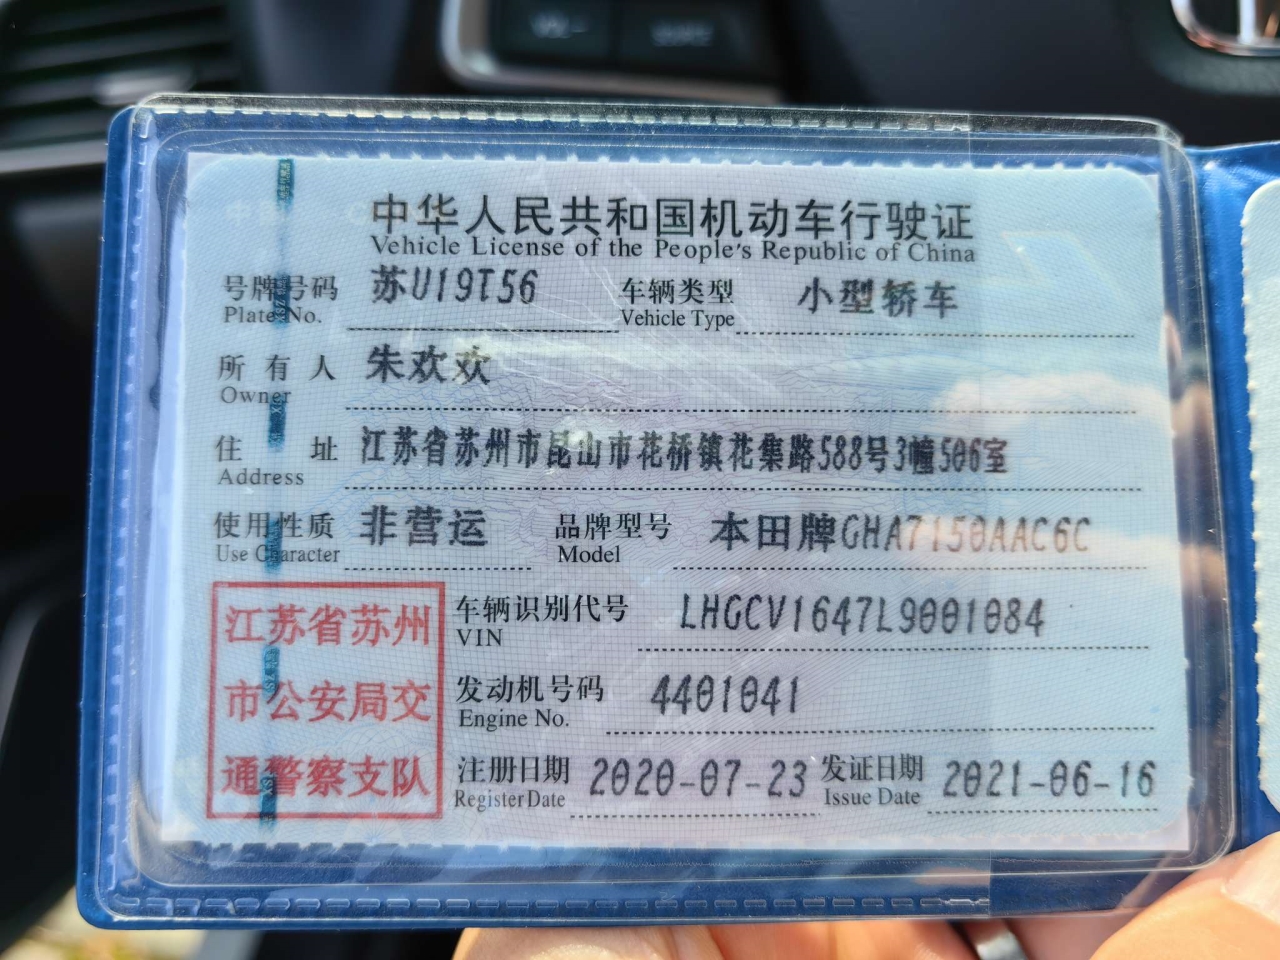 中华人民共和国机动车行驶证
Vehicle License of the People's Republic of China
号牌号码 苏U19T56 车辆类型 小型轿车
Plate No. Vehicle Type
所有人 朱欢欢
Owner
住址 江苏省苏州市昆山市花桥镇花集路588号3幢506室
Address
使用性质 非营运 品牌型号 本田牌GHA7150AAC6C
Use Character Model
江苏省苏州
市公安局交
通警察支队
车辆识别代号 LHGCV1647L9001084
VIN
发动机号码 4401041
Engine No.
注册日期 2020-07-23 发证日期 2021-06-16
Register Date Issue Date